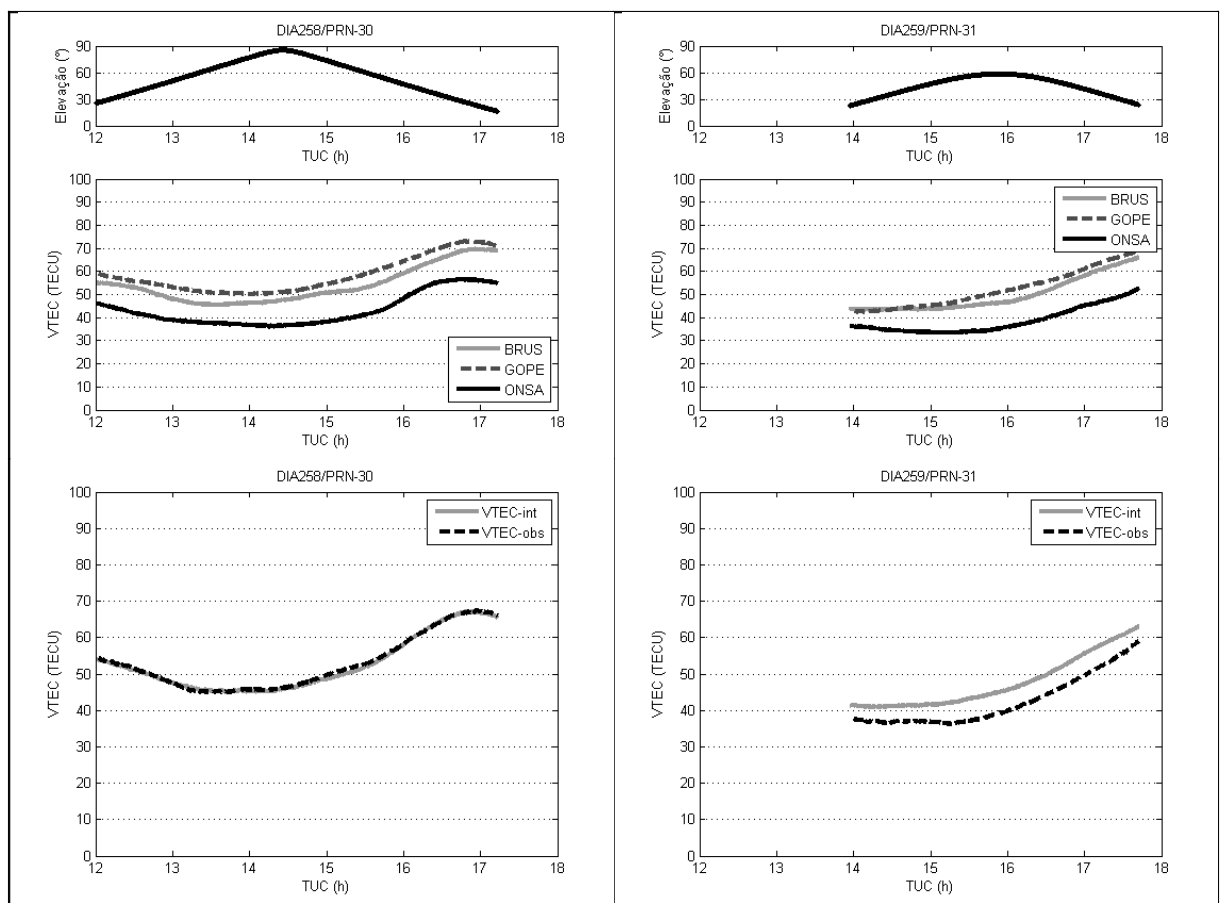 DIA258/PRN-30
Elevação (º)
90
60
30
0
12 13 14 15 16 17 18
TUC (h)
VTEC (TECU)
100
90
80
70
60
50
40
30
20
10
0
BRUS
GOPE
ONSA
12 13 14 15 16 17 18
TUC (h)
DIA259/PRN-31
Elevação (º)
90
60
30
0
12 13 14 15 16 17 18
TUC (h)
VTEC (TECU)
100
90
80
70
60
50
40
30
20
10
0
BRUS
GOPE
ONSA
12 13 14 15 16 17 18
TUC (h)
DIA258/PRN-30
VTEC (TECU)
100
90
80
70
60
50
40
30
20
10
0
VTEC-int
VTEC-obs
12 13 14 15 16 17 18
TUC (h)
DIA259/PRN-31
VTEC (TECU)
100
90
80
70
60
50
40
30
20
10
0
VTEC-int
VTEC-obs
12 13 14 15 16 17 18
TUC (h)